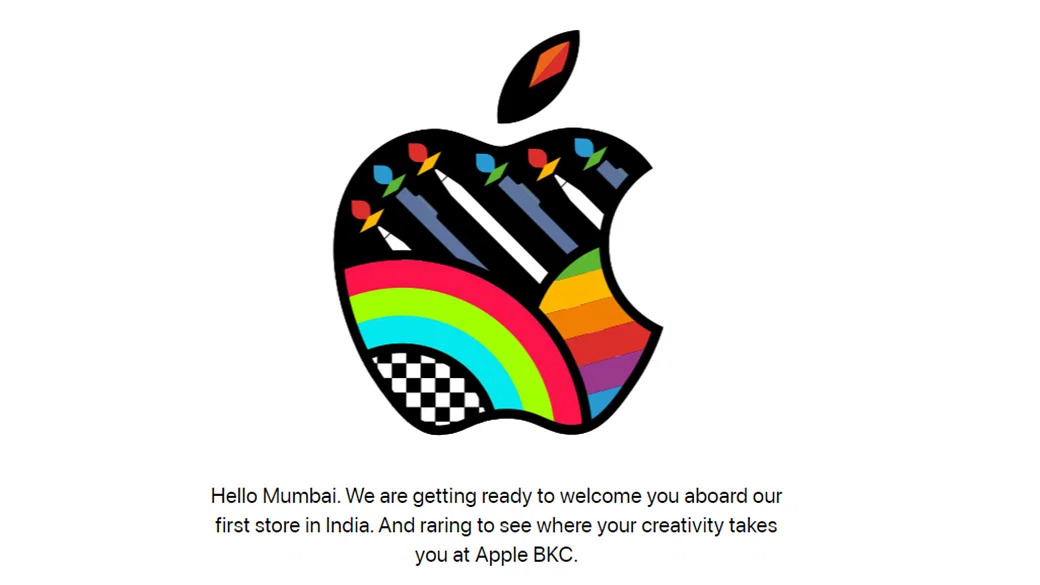 Hello Mumbai. We are getting ready to welcome you aboard our
first store in India. And raring to see where your creativity takes
you at Apple BKC.